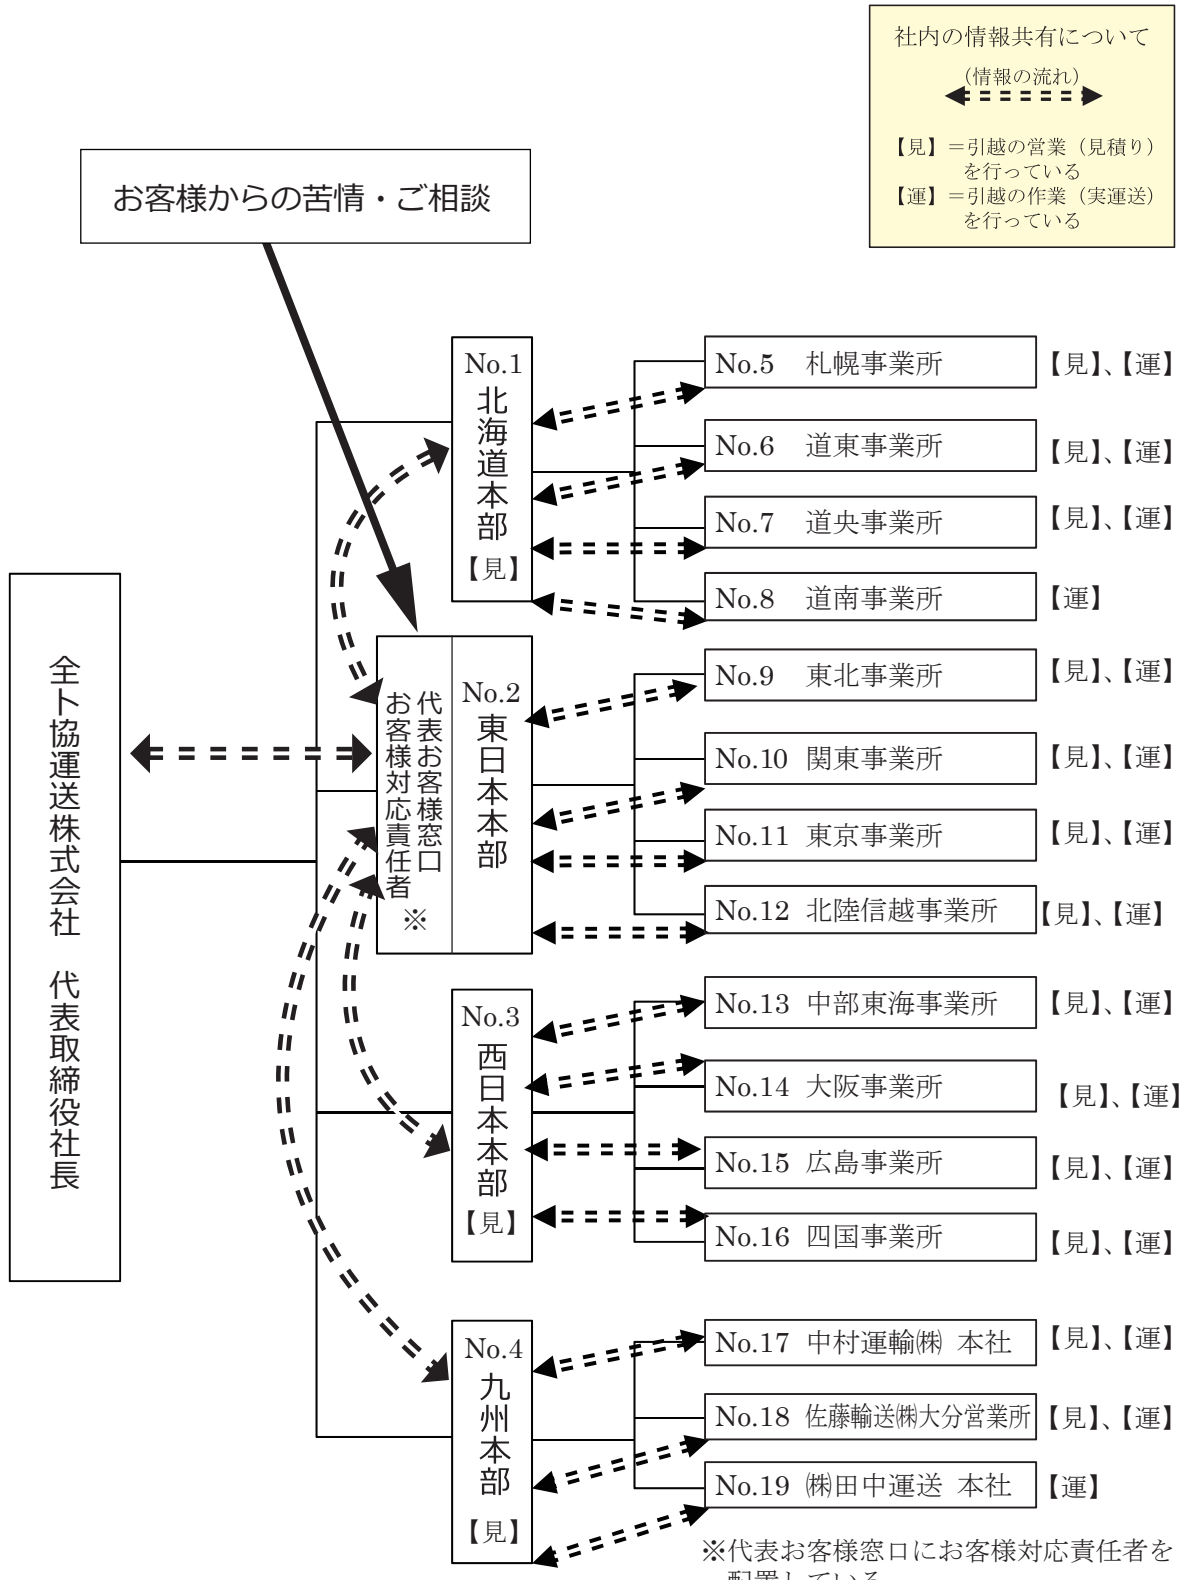 社内の情報共有について
(情報の流れ)
【見】＝引越の営業（見積り）
を行っている
【運】＝引越の作業（実運送）
を行っている
お客様からの苦情・ご相談
全ト協運送株式会社　代表取締役社長
No.1
北海道本部
【見】
No.5　札幌事業所
【見】、【運】
No.6　道東事業所
【見】、【運】
No.7　道央事業所
【見】、【運】
No.8　道南事業所
【運】
代表お客様窓口
お客様対応責任者
※
No.2
東日本本部
No.9　東北事業所
【見】、【運】
No.10 関東事業所
【見】、【運】
No.11 東京事業所
【見】、【運】
No.12 北陸信越事業所
【見】、【運】
No.3
西日本本部
【見】
No.13 中部東海事業所
【見】、【運】
No.14 大阪事業所
【見】、【運】
No.15 広島事業所
【見】、【運】
No.16 四国事業所
【見】、【運】
No.4
九州本部
【見】
No.17 中村運輸㈱ 本社
【見】、【運】
No.18 佐藤輸送㈱大分営業所
【見】、【運】
No.19 ㈱田中運送 本社
【運】
※代表お客様窓口にお客様対応責任者を
配置している